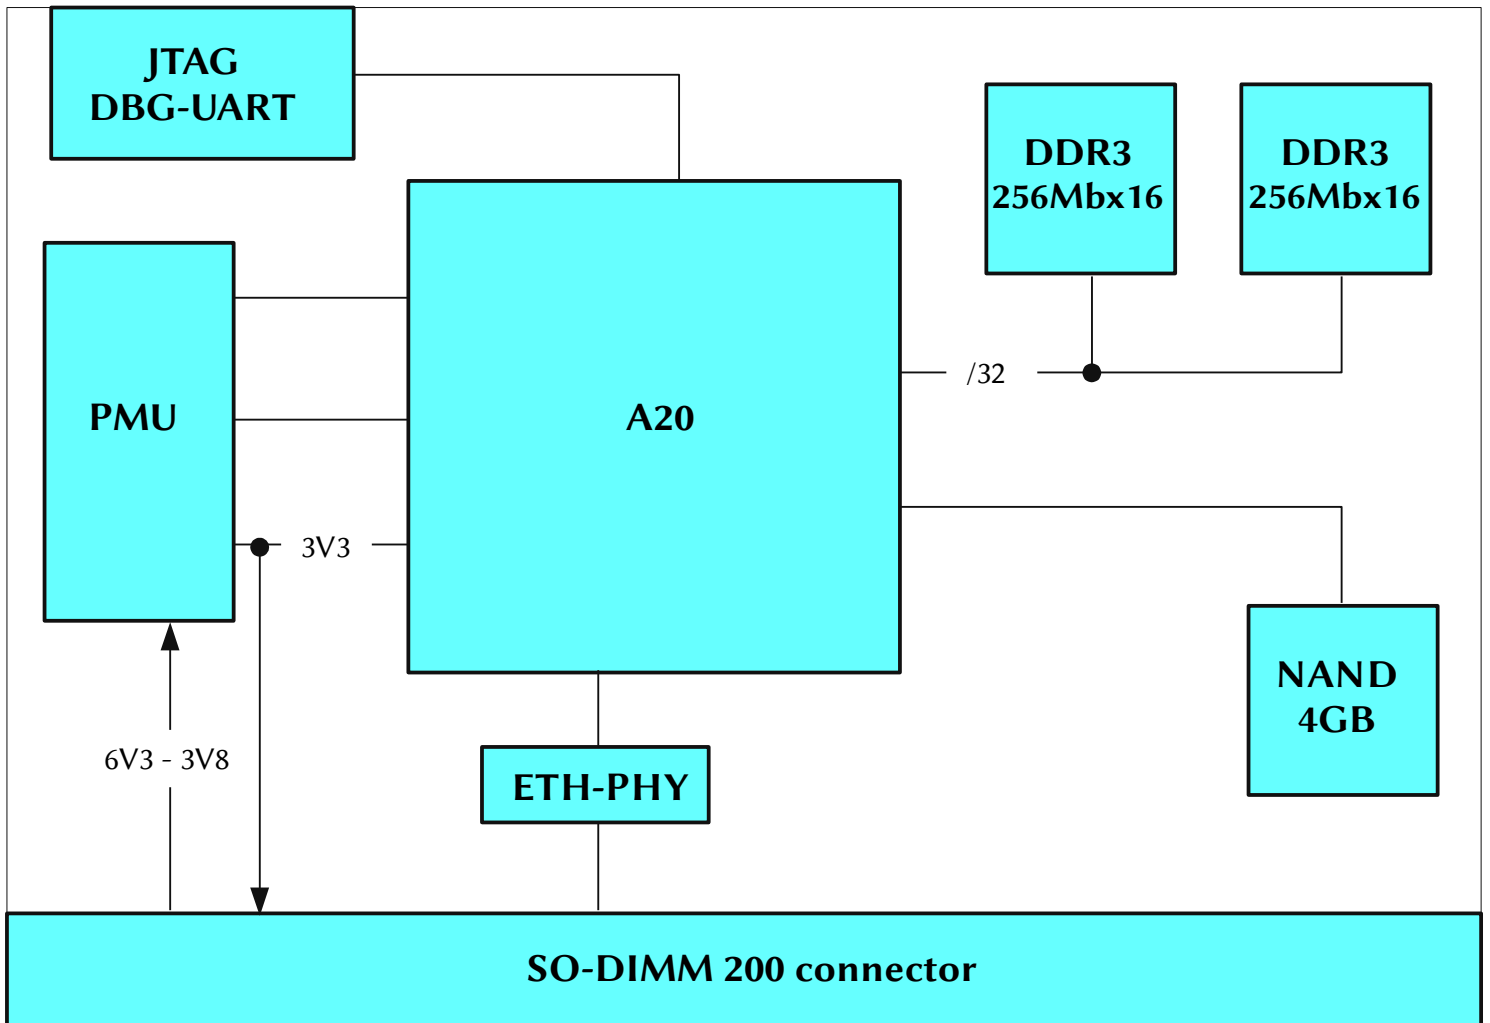 JTAG
DBG-UART
DDR3
256Mbx16
DDR3
256Mbx16
/32
PMU
A20
3V3
NAND
4GB
6V3 - 3V8
ETH-PHY
SO-DIMM 200 connector